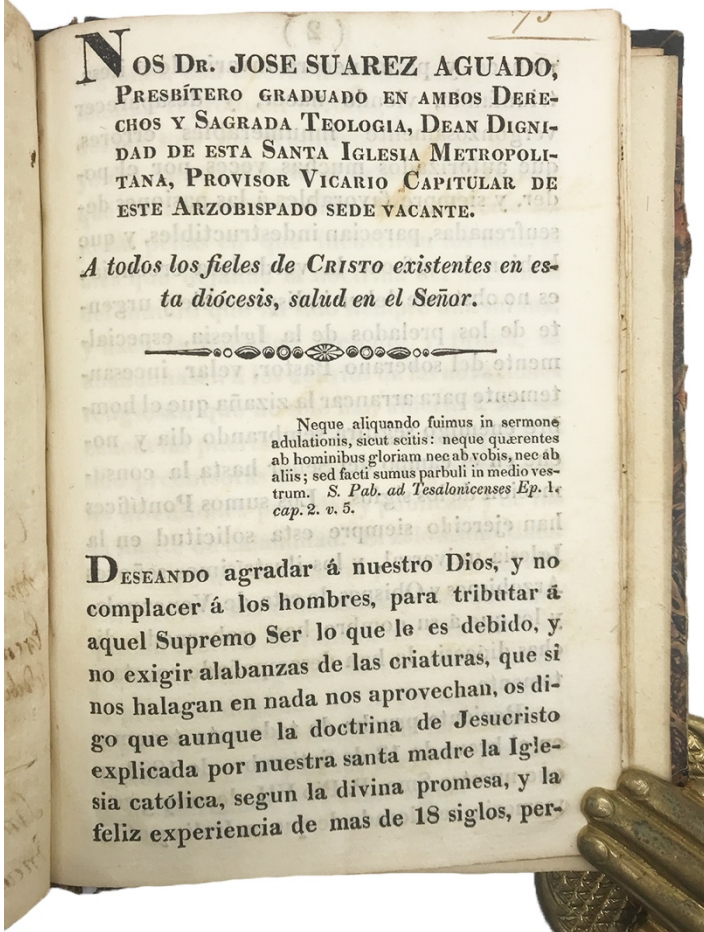 75
NOS DR. JOSE SUAREZ AGUADO,
PRESBÍTERO GRADUADO EN AMBOS DERE-
CHOS Y SAGRADA TEOLOGIA, DEAN DIGNI-
DAD DE ESTA SANTA IGLESIA METROPOLI-
TANA, PROVISOR VICARIO CAPITULAR DE
ESTE ARZOBISPADO SEDE VACANTE.
A todos los fieles de CRISTO existentes en es-
ta diócesis, salud en el Señor.
Neque aliquando fuimus in sermone
adulationis, sicut scitis: neque quærentes
ab hominibus gloriam nec ab vobis, nec ab
aliis; sed facti sumus parbuli in medio ves-
trum. S. Pab. ad Tesalonicenses Ep. 1.
cap. 2. v. 5.
DESEANDO agradar á nuestro Dios, y no
complacer á los hombres, para tributar á
aquel Supremo Ser lo que le es debido, y
no exigir alabanzas de las criaturas, que si
nos halagan en nada nos aprovechan, os di-
go que aunque la doctrina de Jesucristo
explicada por nuestra santa madre la Igle-
sia católica, segun la divina promesa, y la
feliz experiencia de mas de 18 siglos, per-